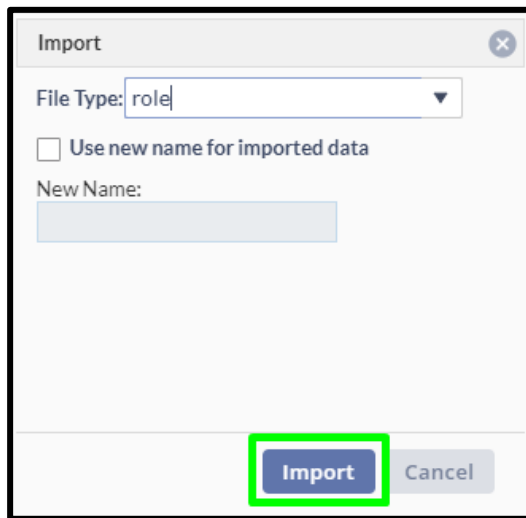 Import
File Type: role
Use new name for imported data
New Name:
Import Cancel